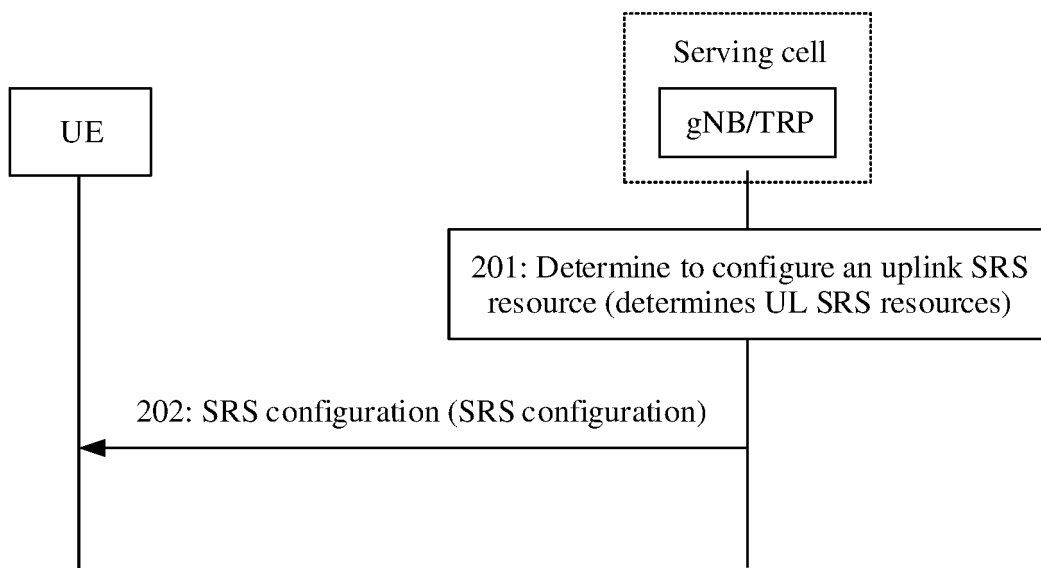 Serving cell
UE
gNB/TRP
201: Determine to configure an uplink SRS
resource (determines UL SRS resources)
202: SRS configuration (SRS configuration)